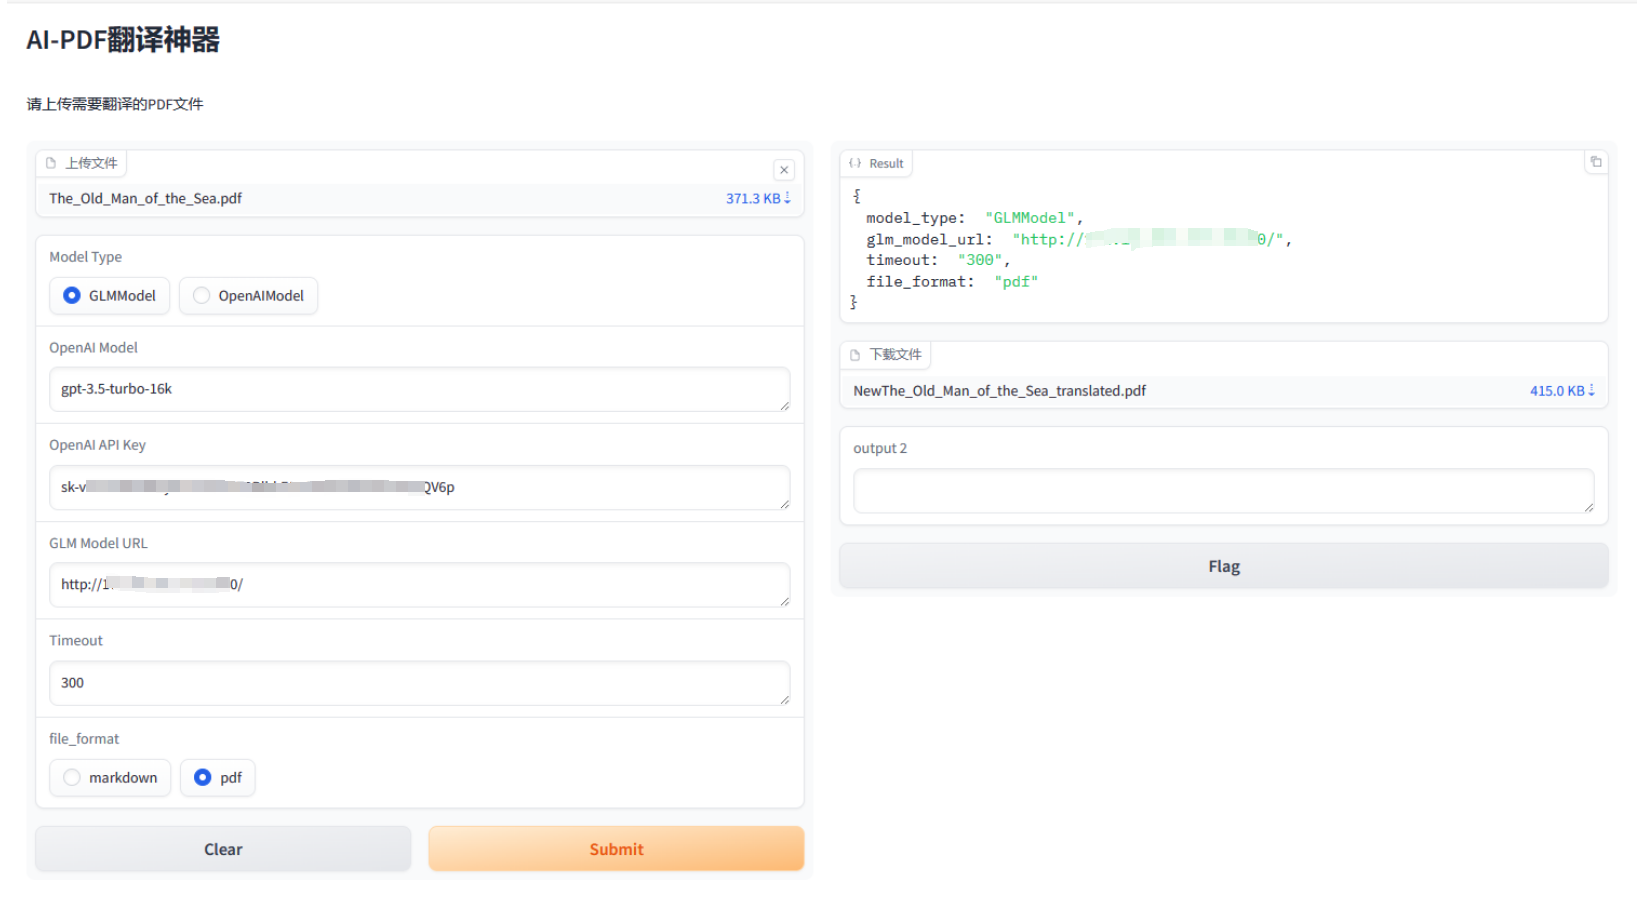 AI-PDF翻译神器
请上传需要翻译的PDF文件
上传文件
The_Old_Man_of_the_Sea.pdf 371.3 KB
Model Type
GLMModel OpenAIModel
OpenAI Model
gpt-3.5-turbo-16k
OpenAI API Key
sk-v QV6p
GLM Model URL
http://1 0/
Timeout
300
file_format
markdown pdf
Clear Submit
{·} Result
{
model_type: "GLMModel",
glm_model_url: "http:// 0/",
timeout: "300",
file_format: "pdf"
}
下载文件
NewThe_Old_Man_of_the_Sea_translated.pdf 415.0 KB
output 2
Flag